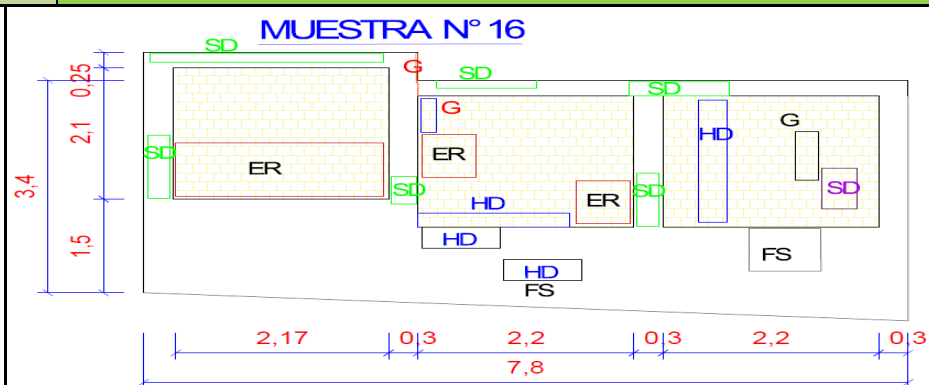 MUESTRA N° 16
SD
G
SD
SD
0,25
2,1
3,4
1,5
G
HD
G
SD
ER
ER
SD
SD
ER
SD
SD
HD
HD
HD
FS
FS
2,17
0,3
2,2
0,3
2,2
0,3
7,8